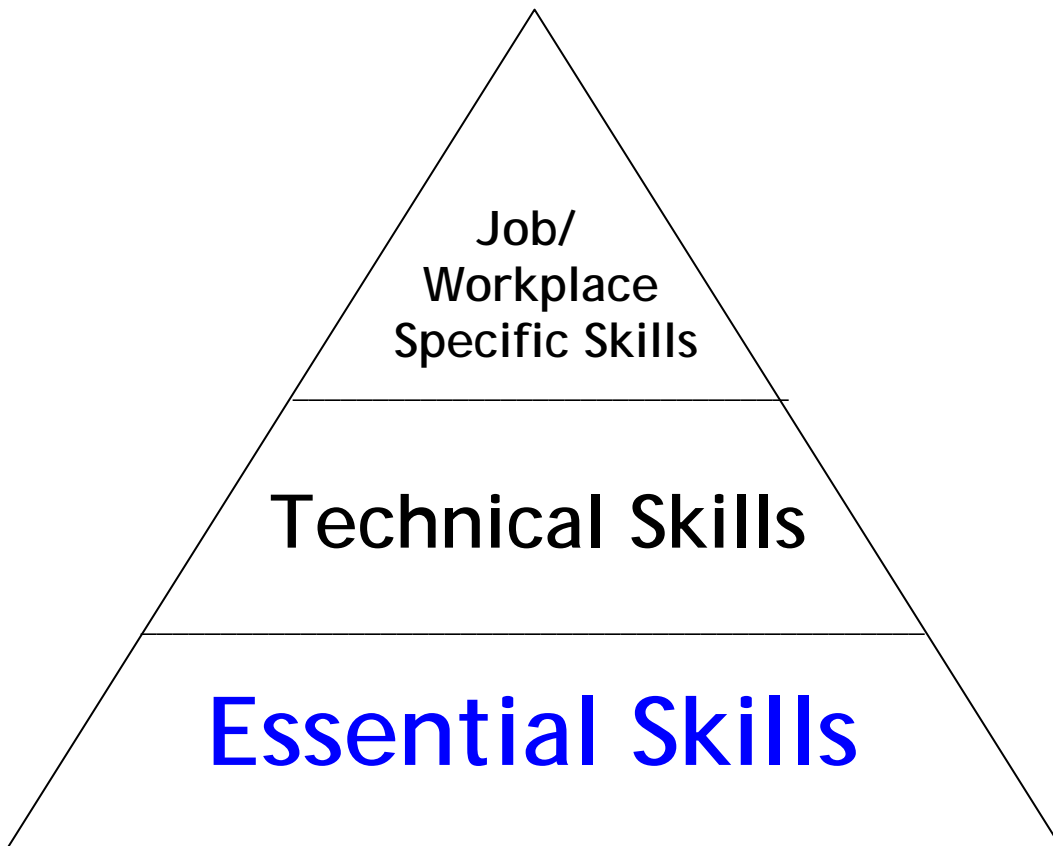 Job/
Workplace
Specific Skills
Technical Skills
Essential Skills